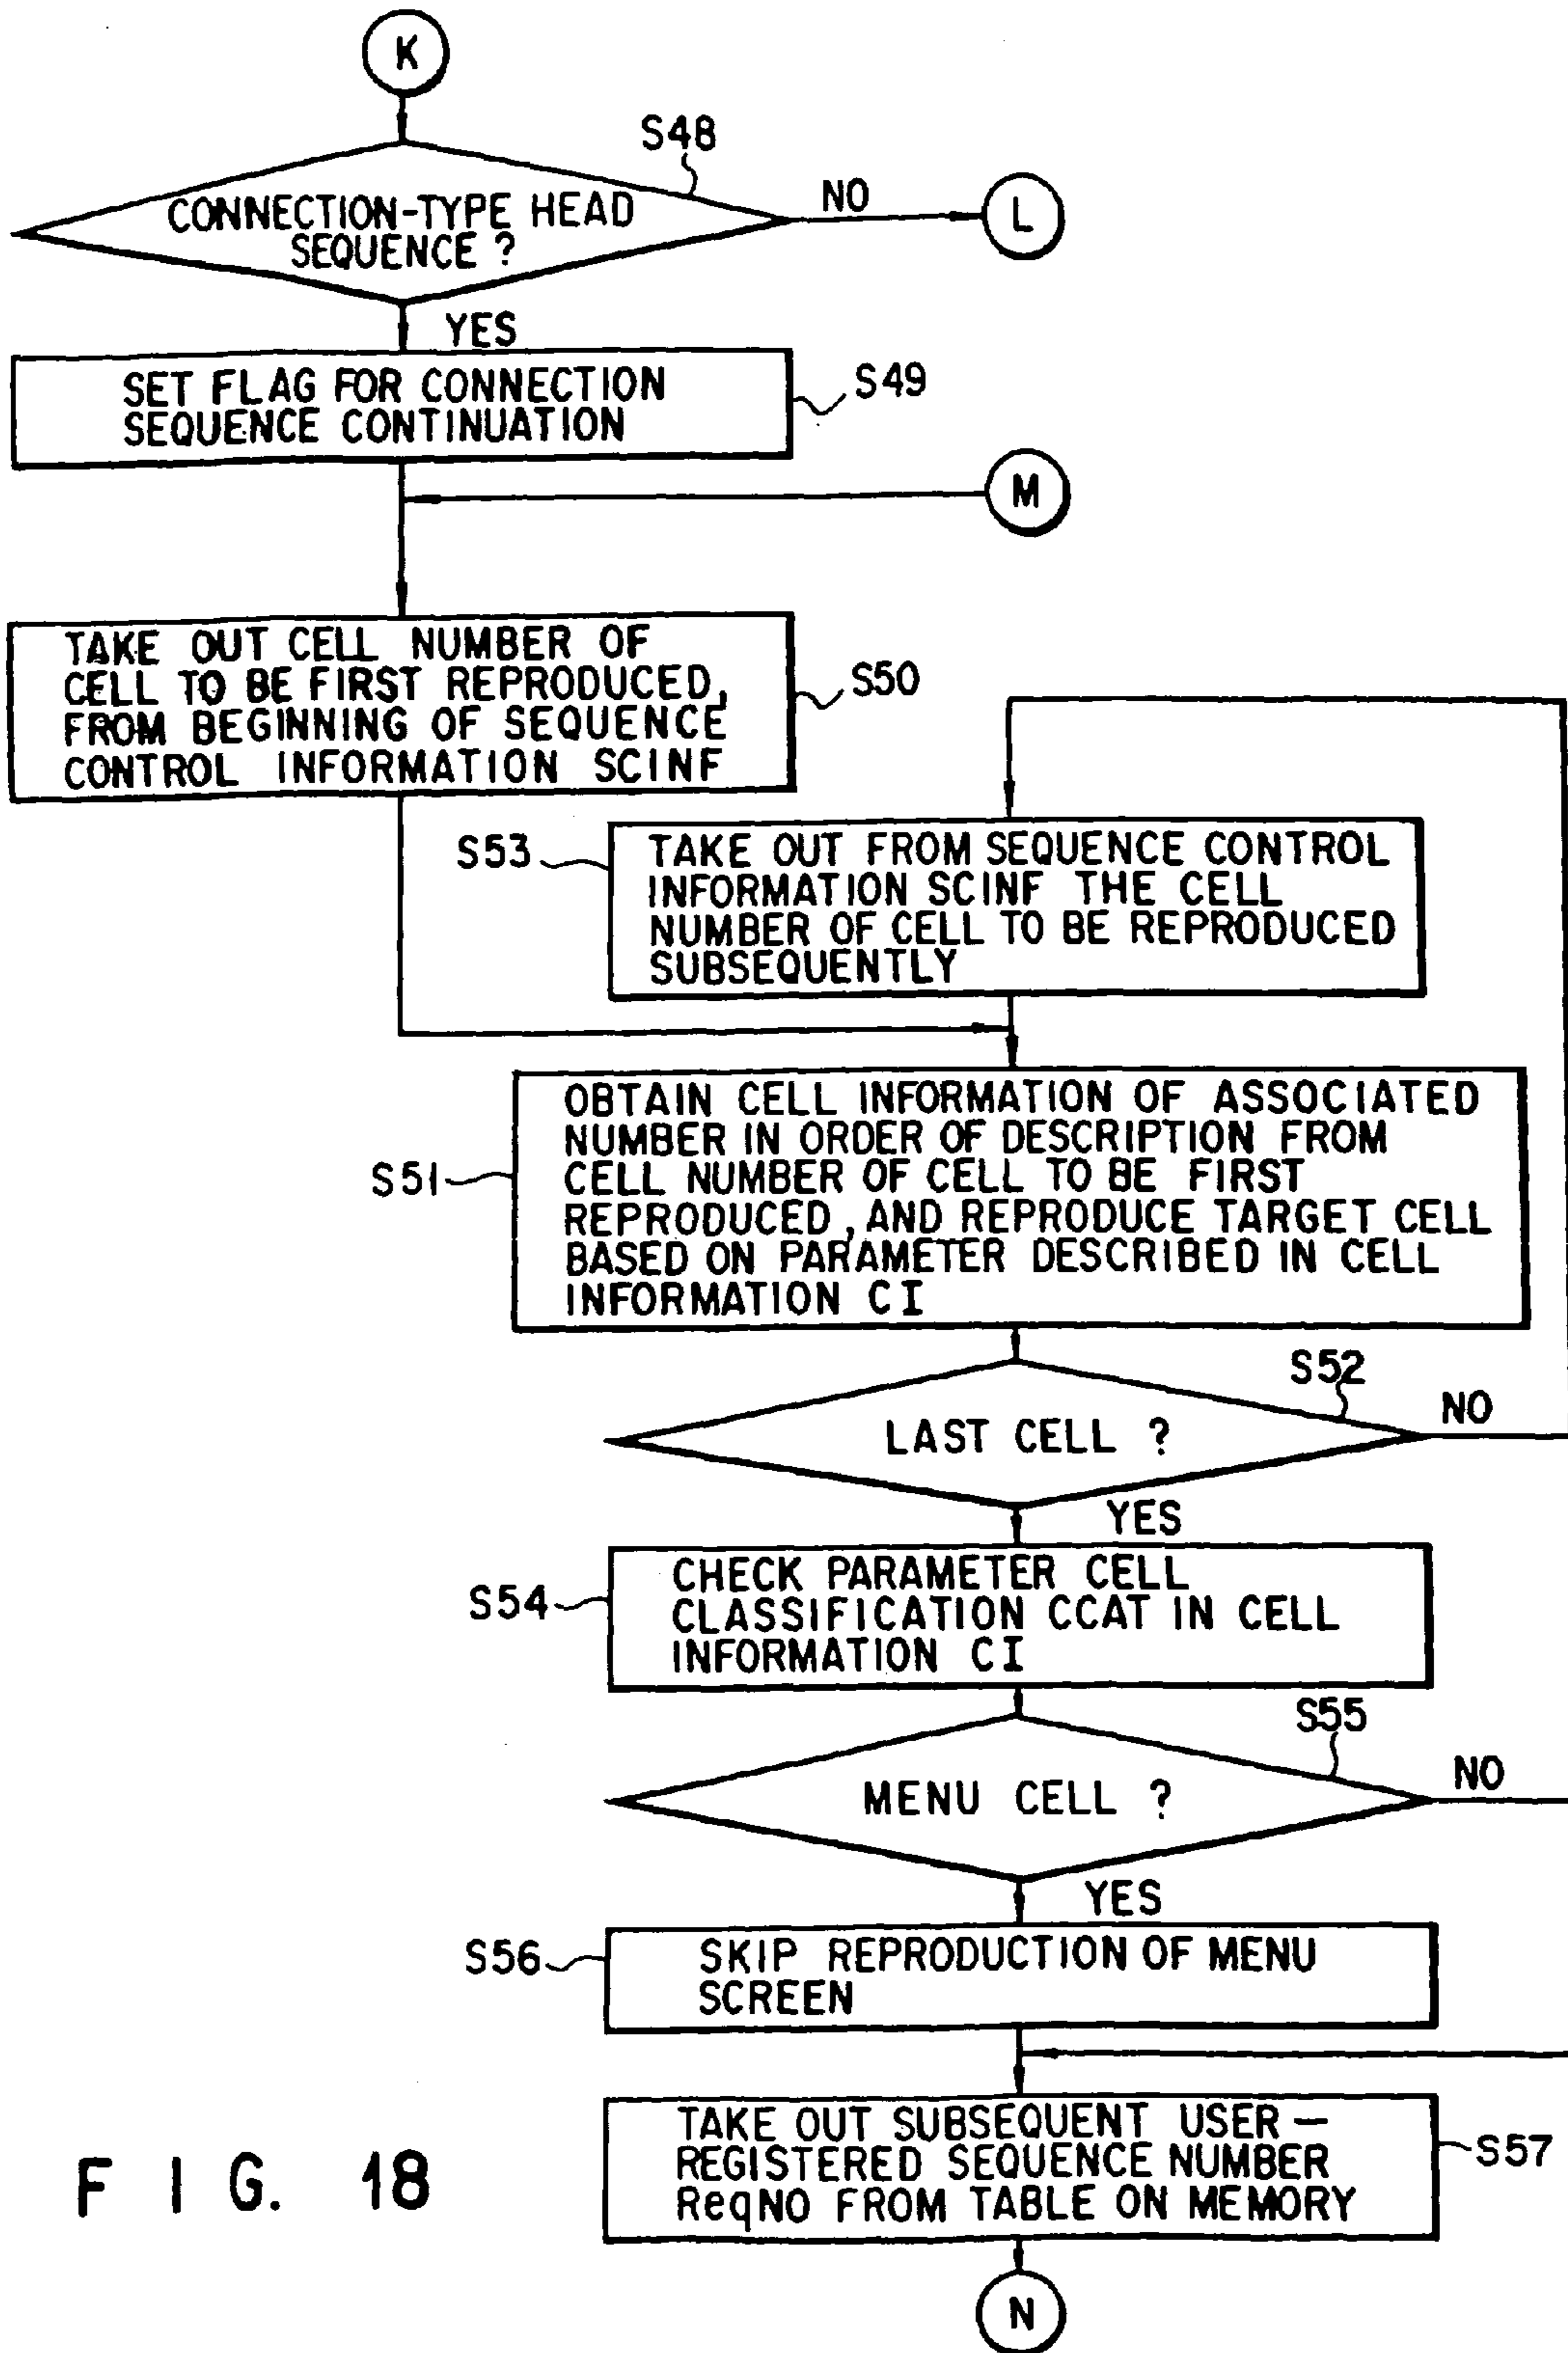 K
S48
CONNECTION-TYPE HEAD
SEQUENCE ?
NO
L
YES
SET FLAG FOR CONNECTION
SEQUENCE CONTINUATION
S49
M
TAKE OUT CELL NUMBER OF
CELL TO BE FIRST REPRODUCED,
FROM BEGINNING OF SEQUENCE
CONTROL INFORMATION SCINF
S50
S53
TAKE OUT FROM SEQUENCE CONTROL
INFORMATION SCINF THE CELL
NUMBER OF CELL TO BE REPRODUCED
SUBSEQUENTLY
S51
OBTAIN CELL INFORMATION OF ASSOCIATED
NUMBER IN ORDER OF DESCRIPTION FROM
CELL NUMBER OF CELL TO BE FIRST
REPRODUCED, AND REPRODUCE TARGET CELL
BASED ON PARAMETER DESCRIBED IN CELL
INFORMATION CI
S52
LAST CELL ?
NO
YES
S54
CHECK PARAMETER CELL
CLASSIFICATION CCAT IN CELL
INFORMATION CI
S55
MENU CELL ?
NO
YES
S56
SKIP REPRODUCTION OF MENU
SCREEN
TAKE OUT SUBSEQUENT USER—
REGISTERED SEQUENCE NUMBER
ReqNO FROM TABLE ON MEMORY
S57
N
FIG. 18